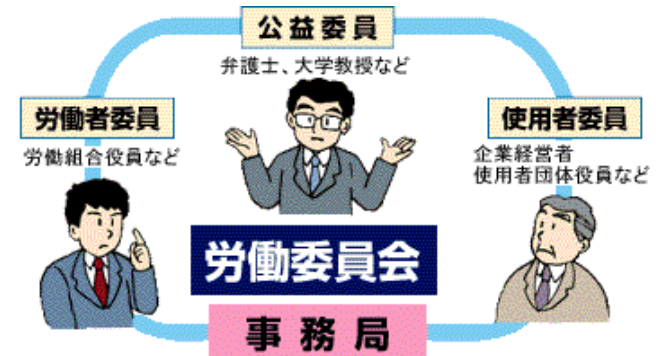 公益委員
弁護士、大学教授など
労働者委員
労働組合役員など
使用者委員
企業経営者
使用者団体役員など
労働委員会
事務局